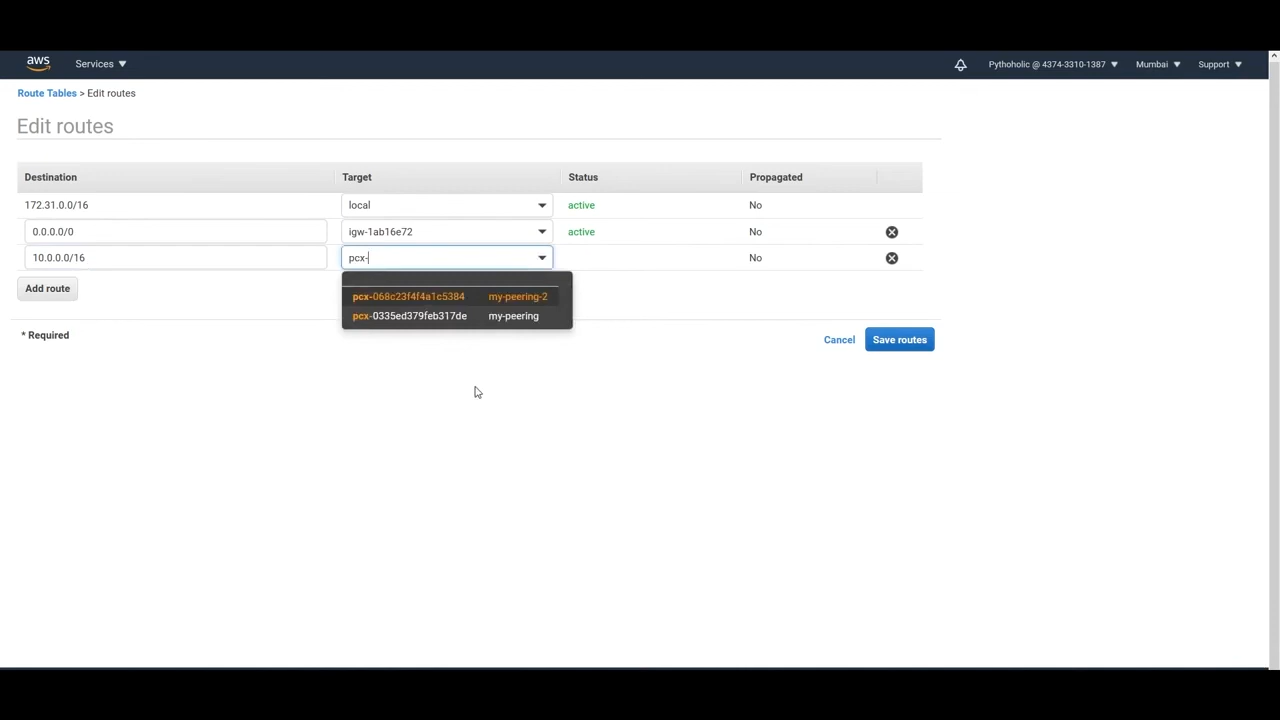 aws Services Pythoholic @ 4374-3310-1387 Mumbai Support
Route Tables > Edit routes
Edit routes
Destination Target Status Propagated
172.31.0.0/16 local active No
0.0.0.0/0 igw-1ab16e72 active No
10.0.0.0/16 pcx- No
Add route
pcx-068c23f4f4a1c5384 my-peering-2
pcx-0335ed379feb317de my-peering
* Required
Cancel Save routes